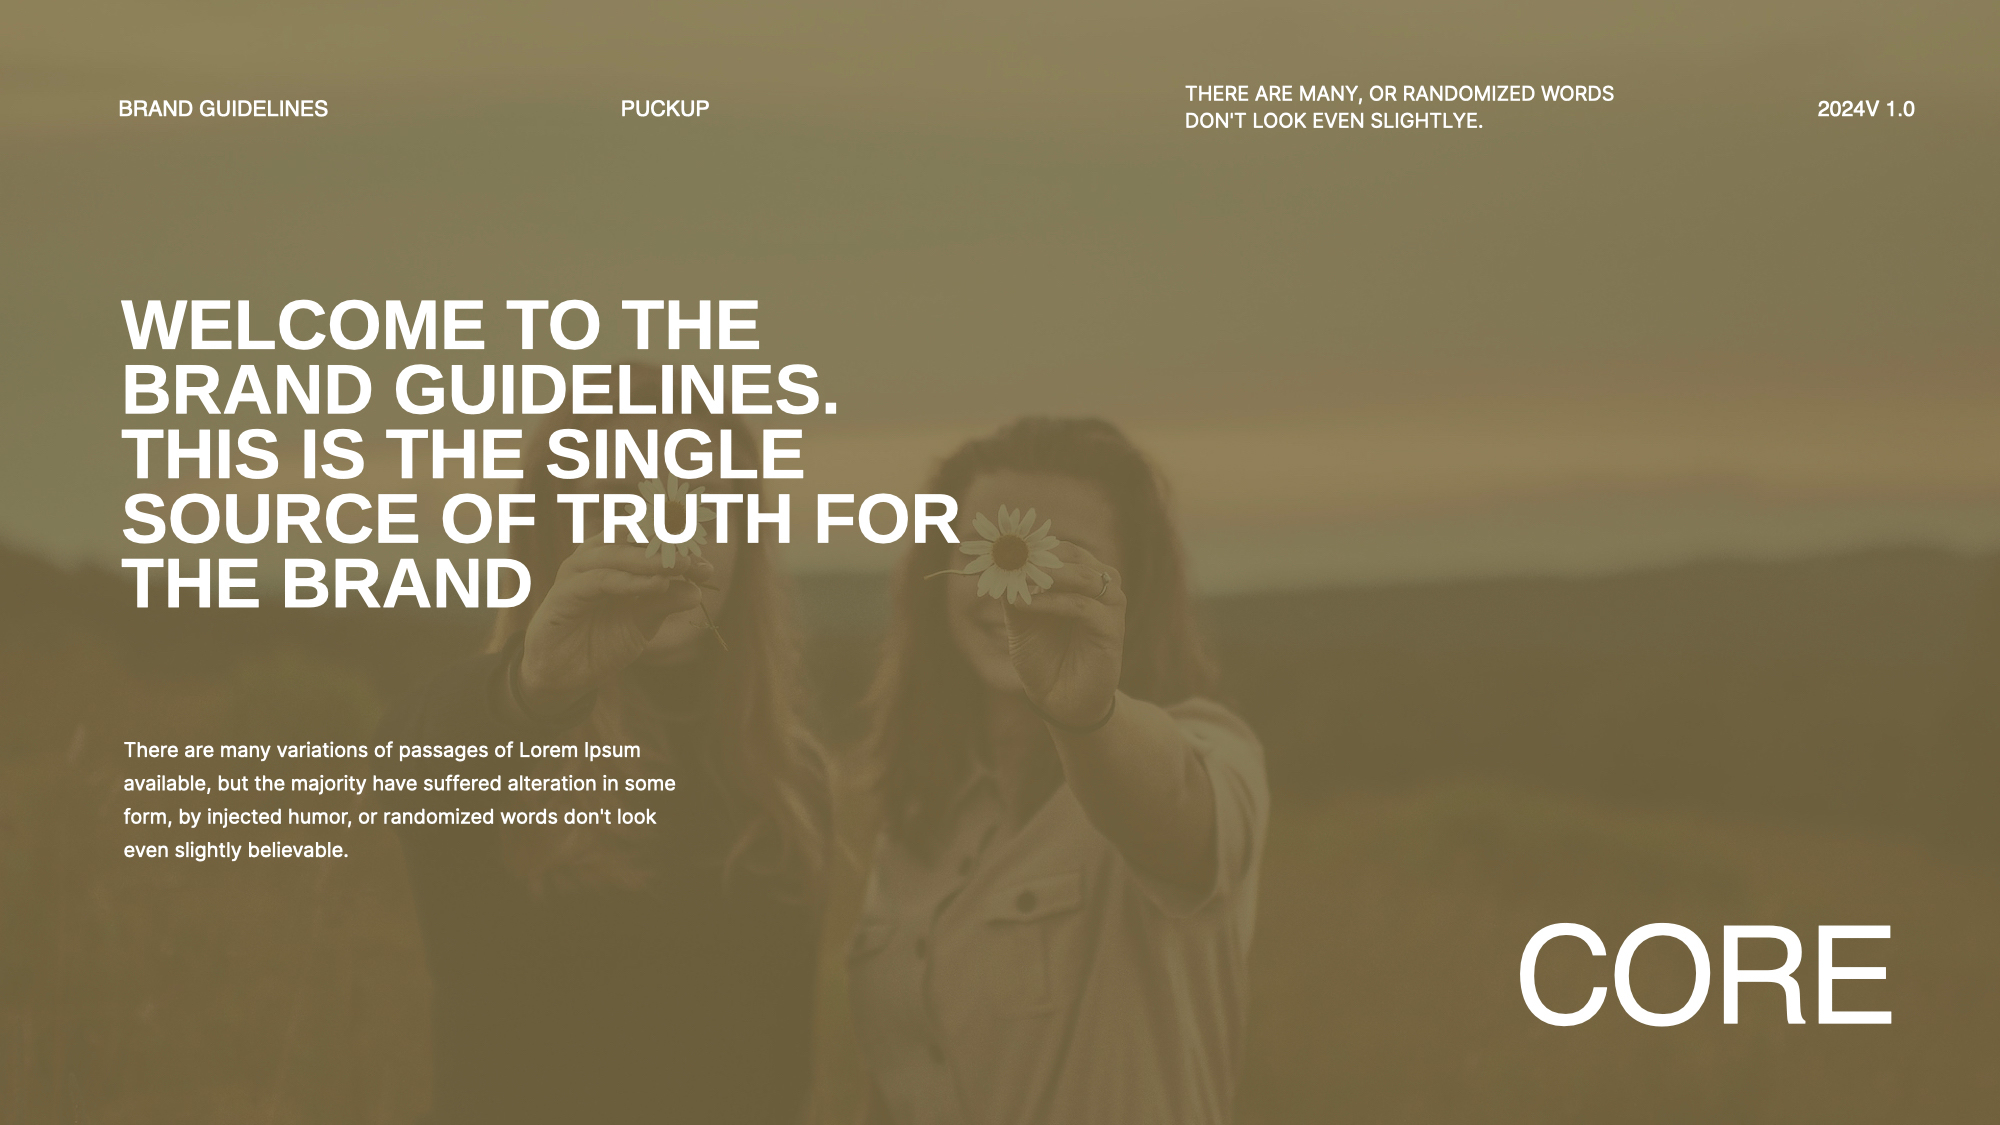 BRAND GUIDELINES
PUCKUP
THERE ARE MANY, OR RANDOMIZED WORDS
DON'T LOOK EVEN SLIGHTLYE.
2024V 1.0
WELCOME TO THE
BRAND GUIDELINES.
THIS IS THE SINGLE
SOURCE OF TRUTH FOR
THE BRAND
There are many variations of passages of Lorem Ipsum
available, but the majority have suffered alteration in some
form, by injected humor, or randomized words don't look
even slightly believable.
CORE